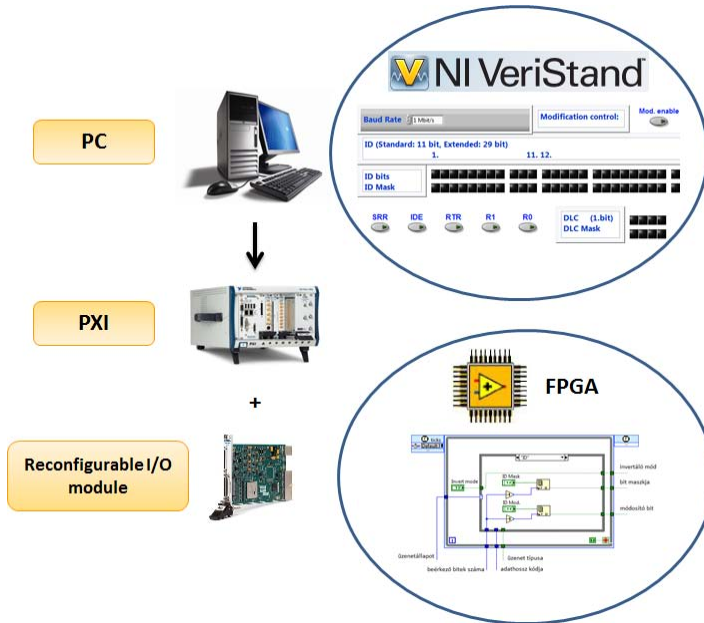 NI VeriStand
PC
Baud Rate 1 Mbit/s
Modification control:
Mod. enable
ID (Standard: 11 bit, Extended: 29 bit)
1. 11. 12.
ID bits
ID Mask
SRR IDE RTR R1 R0
DLC (1.bit)
DLC Mask
PXI
+
FPGA
Reconfigurable I/O
module
ID Mask
Invert mode
ID Mod.
invertáló mód
bit maszkja
módosító bit
üzenetállapot
üzenet típusa
beérkező bitek száma
adathossz kódja